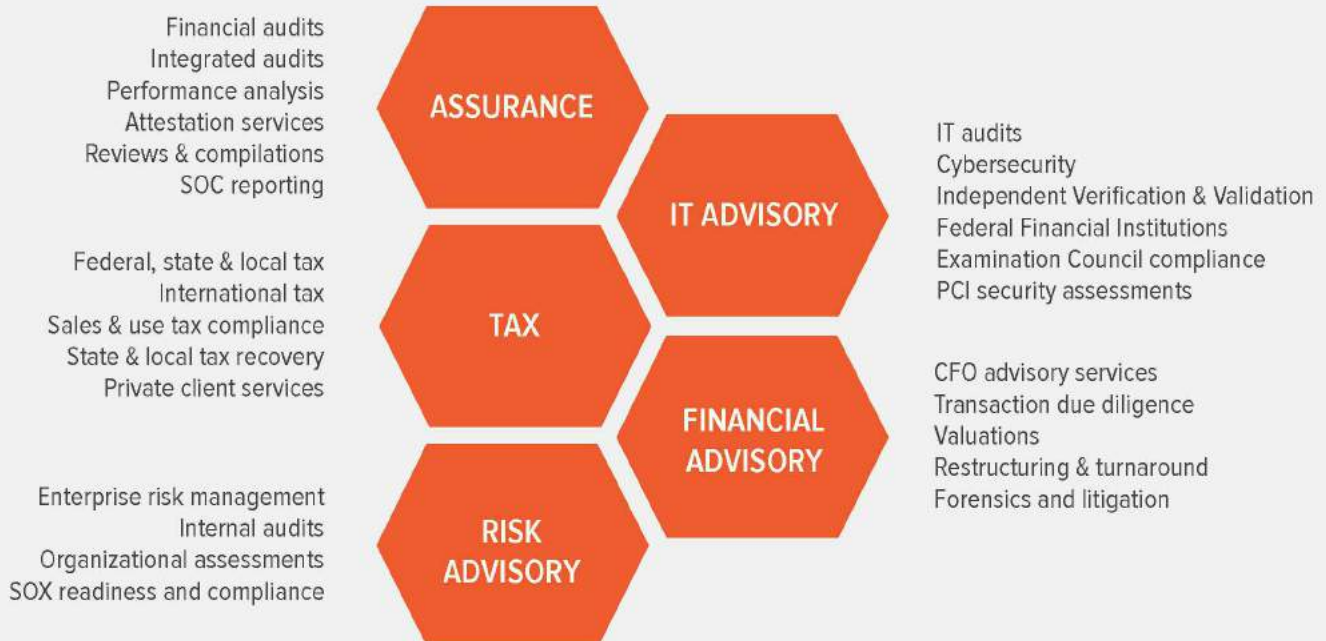 Financial audits
Integrated audits
Performance analysis
Attestation services
Reviews & compilations
SOC reporting
ASSURANCE
IT ADVISORY
IT audits
Cybersecurity
Independent Verification & Validation
Federal Financial Institutions
Examination Council compliance
PCI security assessments
Federal, state & local tax
International tax
Sales & use tax compliance
State & local tax recovery
Private client services
TAX
FINANCIAL
ADVISORY
CFO advisory services
Transaction due diligence
Valuations
Restructuring & turnaround
Forensics and litigation
Enterprise risk management
Internal audits
Organizational assessments
SOX readiness and compliance
RISK
ADVISORY